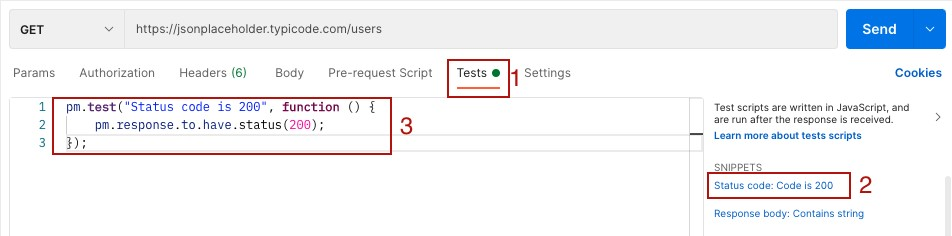 GET https://jsonplaceholder.typicode.com/users Send
Params Authorization Headers (6) Body Pre-request Script Tests 1 Settings Cookies
1 pm.test("Status code is 200", function () {
2 pm.response.to.have.status(200);
3 });
3
Test scripts are written in JavaScript, and
are run after the response is received.
Learn more about tests scripts
SNIPPETS
Status code: Code is 200 2
Response body: Contains string